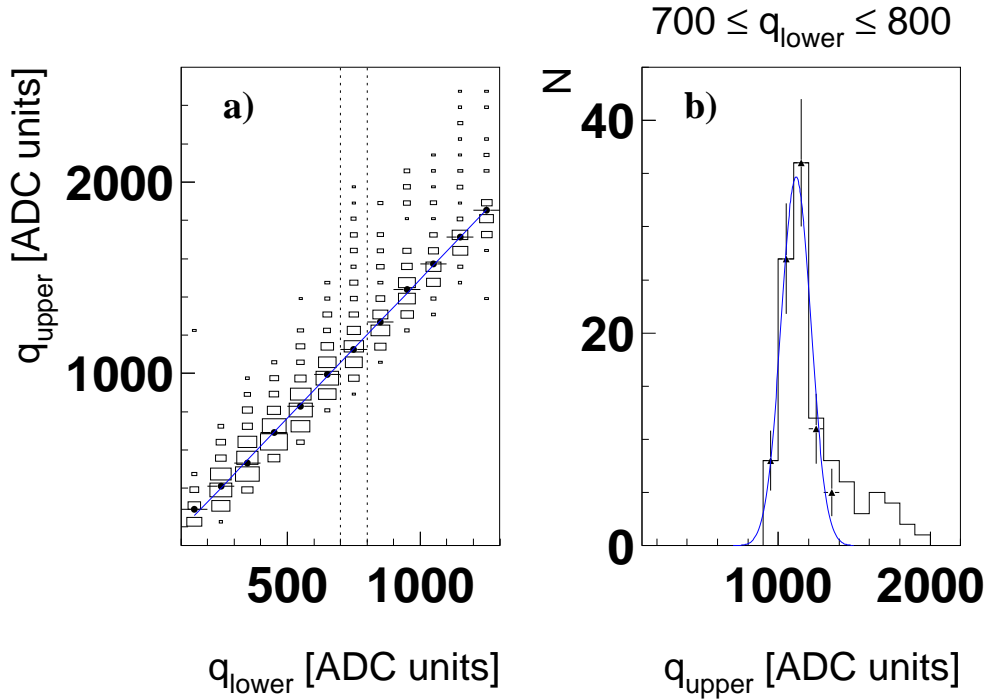 700 ≤ q_lower ≤ 800
a)
b)
q_upper [ADC units]
2000
1000
500
1000
q_lower [ADC units]
N
40
20
0
1000
2000
q_upper [ADC units]